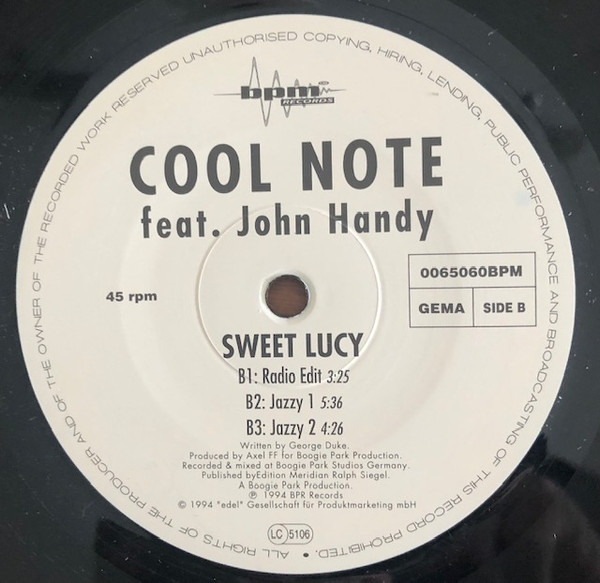 bpm
RECORDS
COOL NOTE
feat. John Handy
45 rpm
0065060BPM
GEMA
SIDE B
SWEET LUCY
B1: Radio Edit 3:25
B2: Jazzy 1 5:36
B3: Jazzy 2 4:26
Written by George Duke.
Produced by Axel FF for Boogie Park Production.
Recorded & mixed at Boogie Park Studios Germany.
Published byEdition Meridian Ralph Siegel.
A Boogie Park Production.
℗ 1994 BPR Records
© 1994 "edel" Gesellschaft für Produktmarketing mbH
LC 5106
ALL RIGHTS OF THE PRODUCER AND OF THE OWNER OF THE RECORDED WORK RESERVED UNAUTHORISED COPYING, HIRING, LENDING, PUBLIC PERFORMANCE AND BROADCASTING OF THIS RECORD PROHIBITED. •